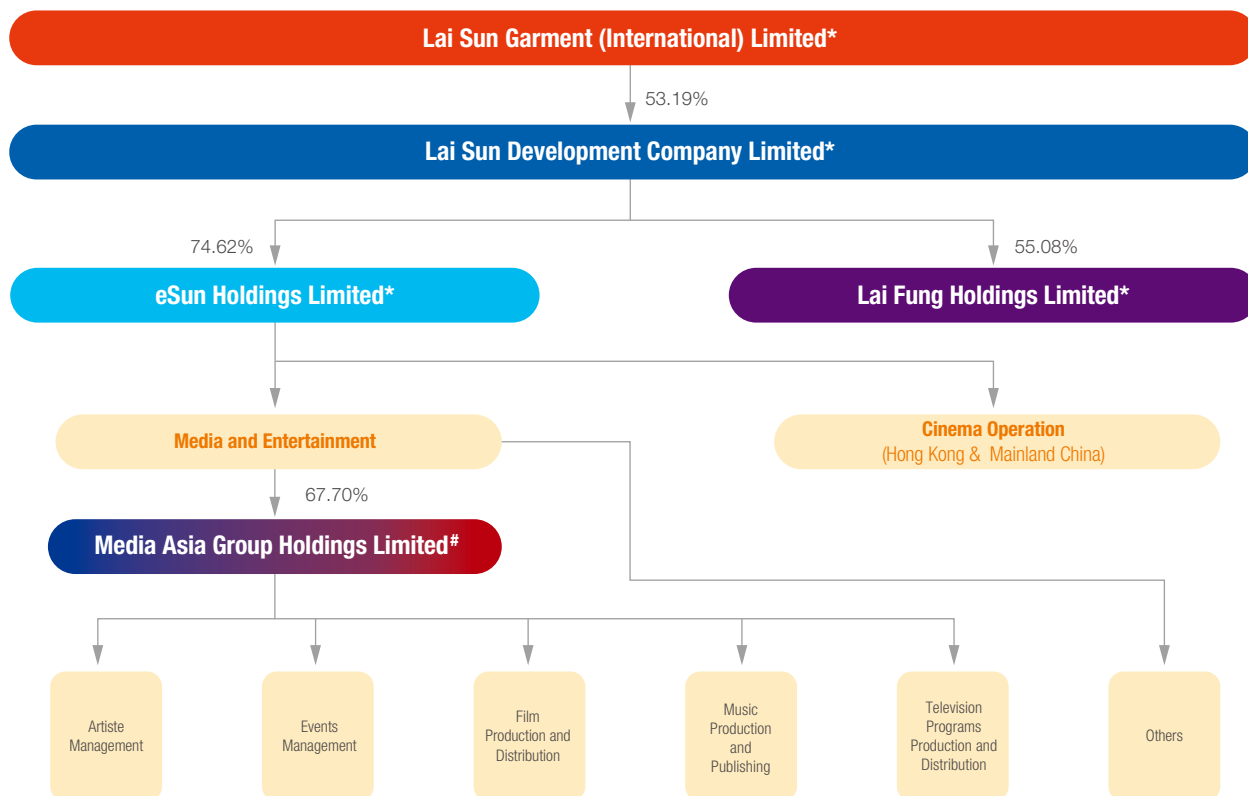 Lai Sun Garment (International) Limited*
53.19%
Lai Sun Development Company Limited*
74.62%
55.08%
eSun Holdings Limited*
Lai Fung Holdings Limited*
Media and Entertainment
Cinema Operation
(Hong Kong & Mainland China)
67.70%
Media Asia Group Holdings Limited#
Artiste
Management
Events
Management
Film
Production and
Distribution
Music
Production
and
Publishing
Television
Programs
Production and
Distribution
Others